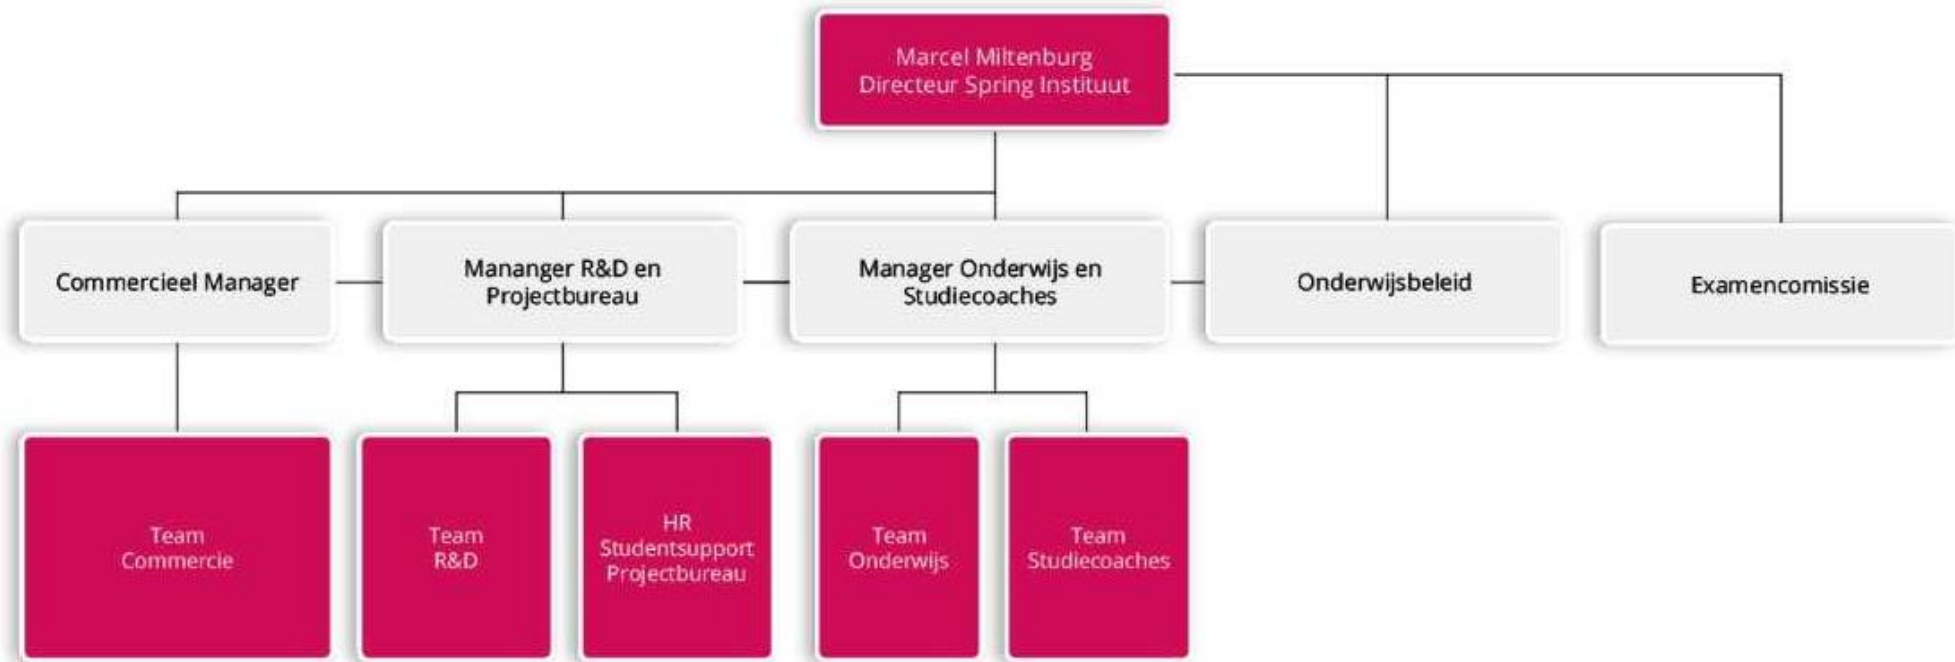 Marcel Miltenburg
Directeur Spring Instituut
Commercieel Manager
Mananger R&D en
Projectbureau
Manager Onderwijs en
Studiecoaches
Onderwijsbeleid
Examencomissie
Team
Commercie
Team
R&D
HR
Studentsupport
Projectbureau
Team
Onderwijs
Team
Studiecoaches